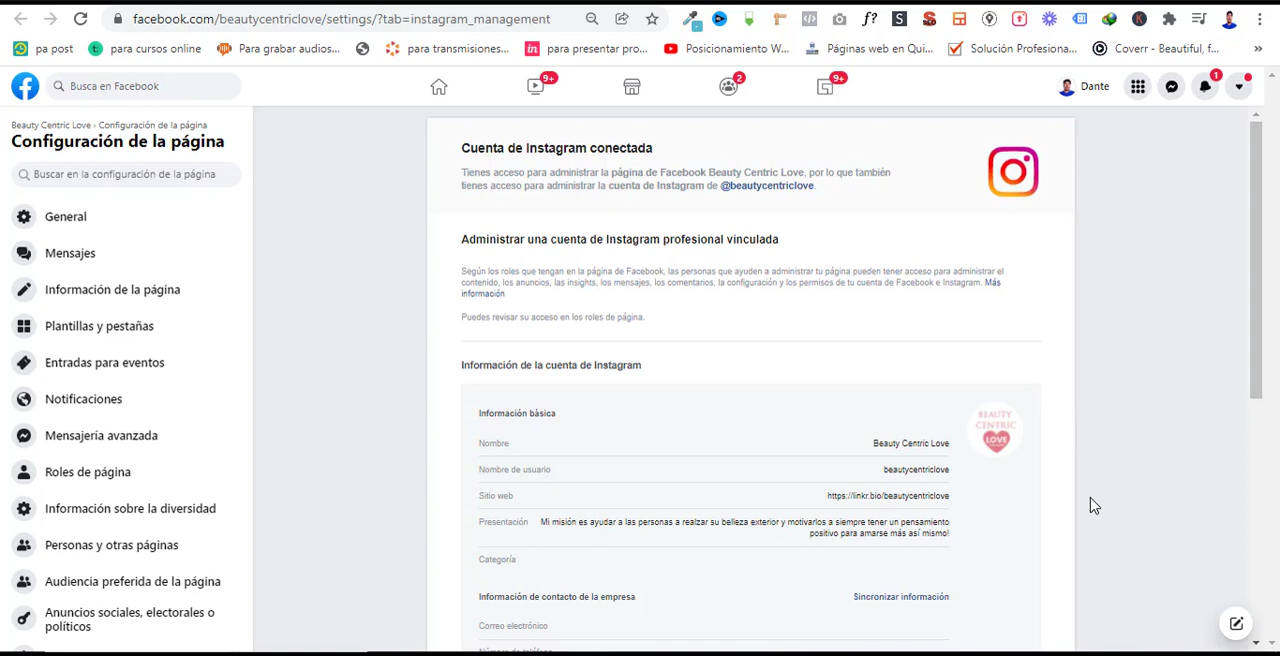 facebook.com/beautycentriclove/settings/?tab=instagram_management
pa post
para cursos online
Para grabar audios...
para transmisiones...
para presentar pro...
Posicionamiento W...
Páginas web en Qui...
Solución Profesiona...
Coverr - Beautiful, f...
Busca en Facebook
9+
2
9+
Dante
1
Beauty Centric Love › Configuración de la página
Configuración de la página
Buscar en la configuración de la página
General
Mensajes
Información de la página
Plantillas y pestañas
Entradas para eventos
Notificaciones
Mensajería avanzada
Roles de página
Información sobre la diversidad
Personas y otras páginas
Audiencia preferida de la página
Anuncios sociales, electorales o
políticos
Cuenta de Instagram conectada
Tienes acceso para administrar la página de Facebook Beauty Centric Love, por lo que también
tienes acceso para administrar la cuenta de Instagram de @beautycentriclove.
Administrar una cuenta de Instagram profesional vinculada
Según los roles que tengan en la página de Facebook, las personas que ayuden a administrar tu página pueden tener acceso para administrar el
contenido, los anuncios, las insights, los mensajes, los comentarios, la configuración y los permisos de tu cuenta de Facebook e Instagram. Más
información
Puedes revisar su acceso en los roles de página.
Información de la cuenta de Instagram
Información básica
BEAUTY
CENTRIC
LOVE
Nombre Beauty Centric Love
Nombre de usuario beautycentriclove
Sitio web https://linkr.bio/beautycentriclove
Presentación Mi misión es ayudar a las personas a realzar su belleza exterior y motivarlos a siempre tener un pensamiento
positivo para amarse más así mismo!
Categoría
Información de contacto de la empresa Sincronizar información
Correo electrónico
Número de teléfono